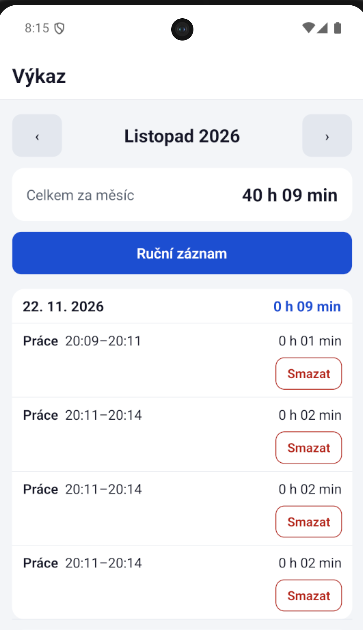 8:15
Výkaz
‹ Listopad 2026 ›
Celkem za měsíc 40 h 09 min
Ruční záznam
22. 11. 2026 0 h 09 min
Práce 20:09–20:11 0 h 01 min
Smazat
Práce 20:11–20:14 0 h 02 min
Smazat
Práce 20:11–20:14 0 h 02 min
Smazat
Práce 20:11–20:14 0 h 02 min
Smazat